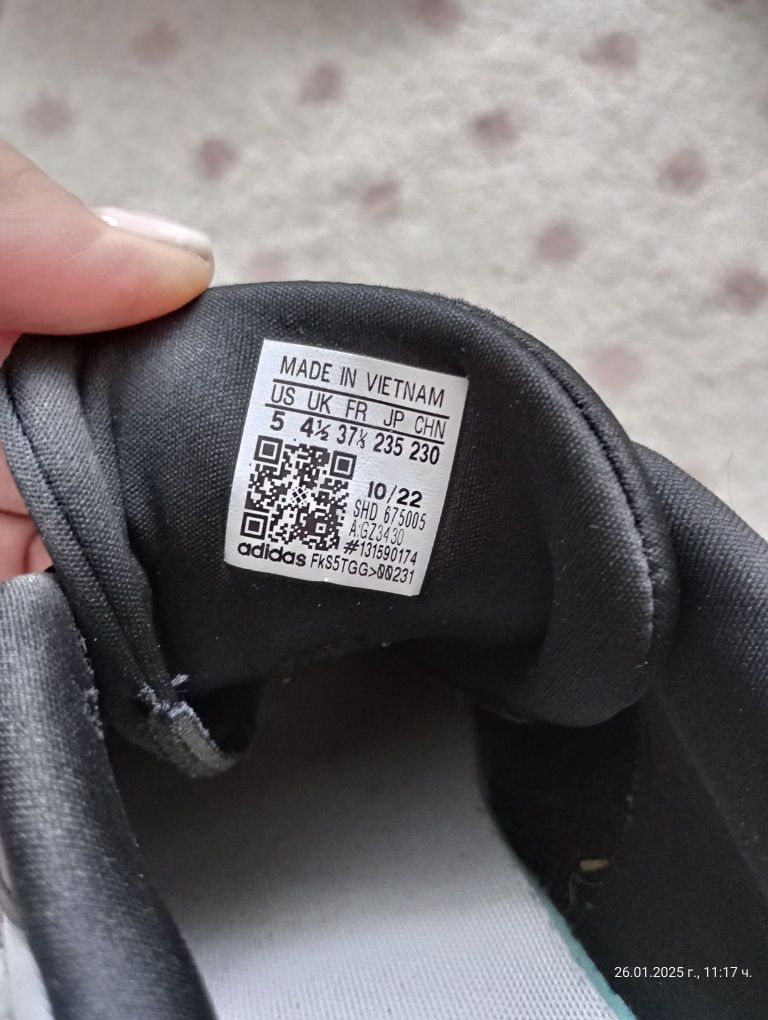 MADE IN VIETNAM
US UK FR JP CHN
5 4½ 37⅓ 235 230
10/22
SHD 675005
A:GZ3430
#131590174
adidas FkS5TGG>00231
26.01.2025 г., 11:17 ч.